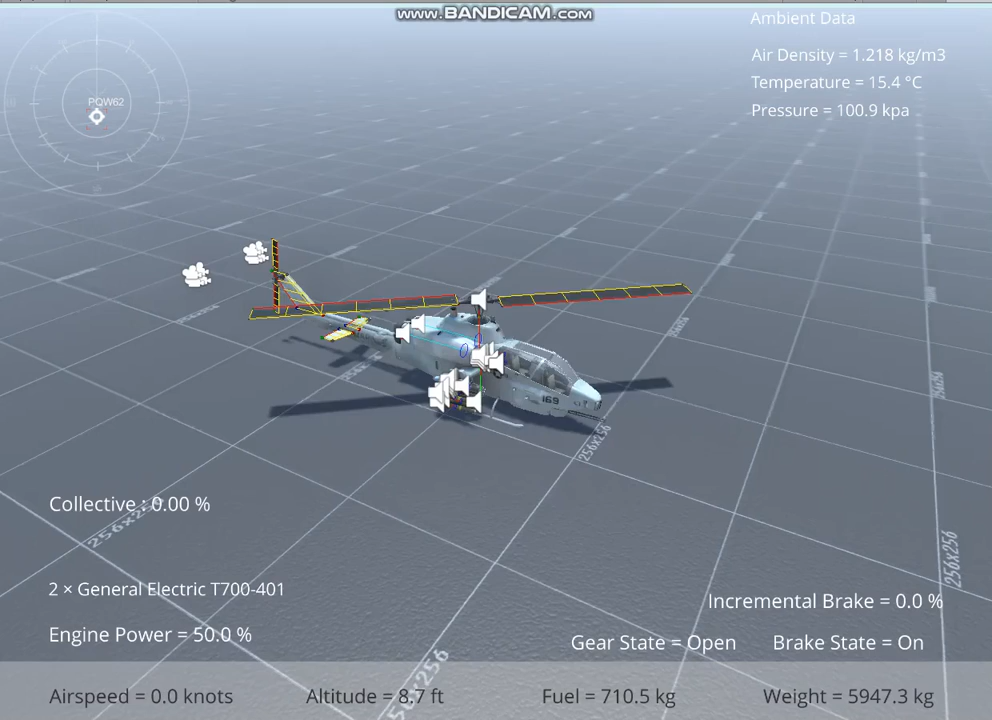 www.BANDICAM.com
Ambient Data
Air Density = 1.218 kg/m3
Temperature = 15.4 °C
Pressure = 100.9 kpa
PQW62
169
256x256
256x256
256x256
256x256
Collective : 0.00 %
2 × General Electric T700-401
Engine Power = 50.0 %
Incremental Brake = 0.0 %
Gear State = Open
Brake State = On
Airspeed = 0.0 knots
Altitude = 8.7 ft
Fuel = 710.5 kg
Weight = 5947.3 kg